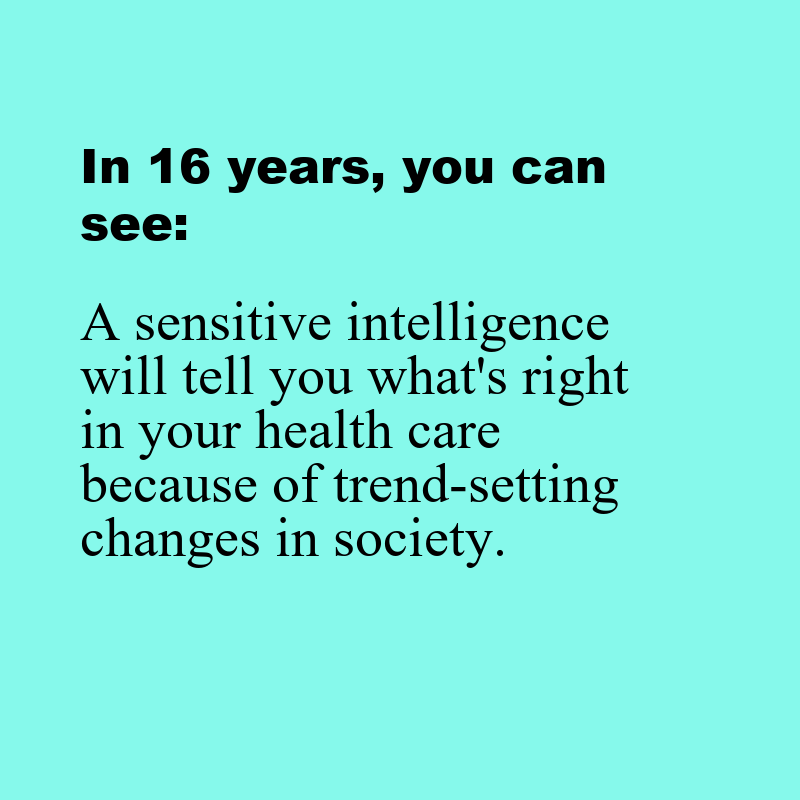 In 16 years, you can
see:
A sensitive intelligence
will tell you what's right
in your health care
because of trend-setting
changes in society.